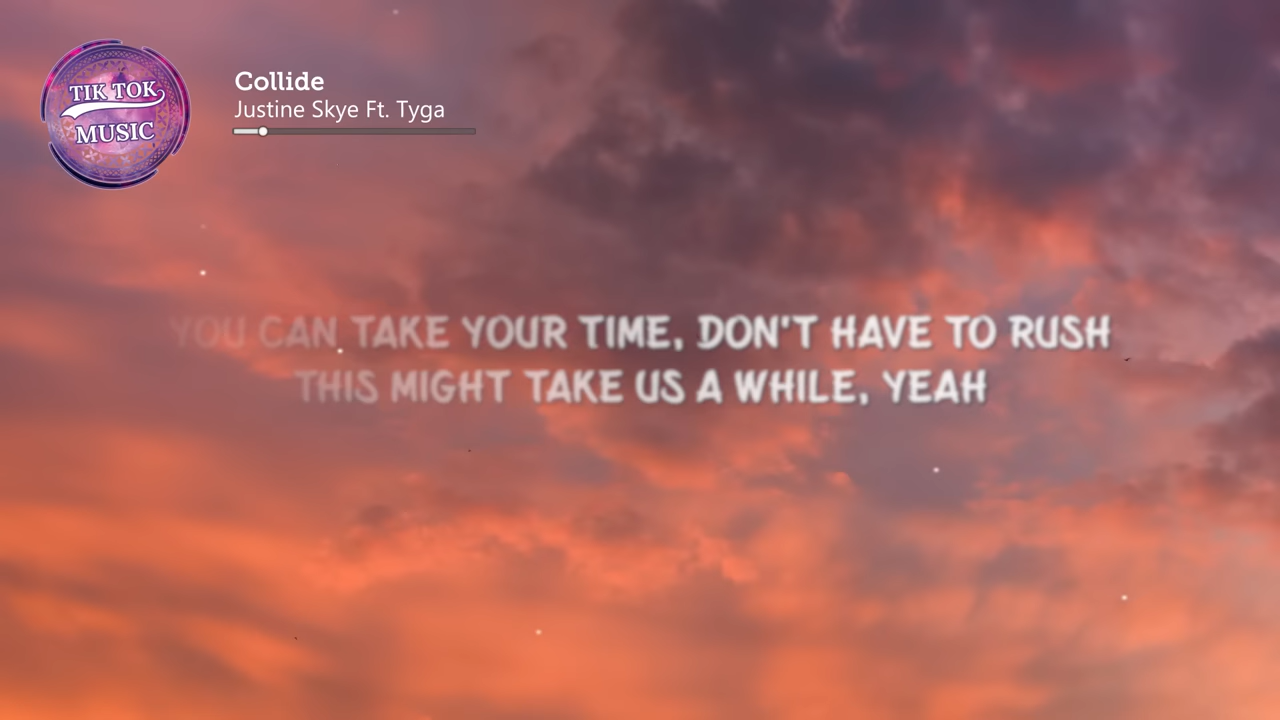 TIK TOK
MUSIC
Collide
Justine Skye Ft. Tyga
YOU CAN TAKE YOUR TIME, DON'T HAVE TO RUSH
THIS MIGHT TAKE US A WHILE, YEAH